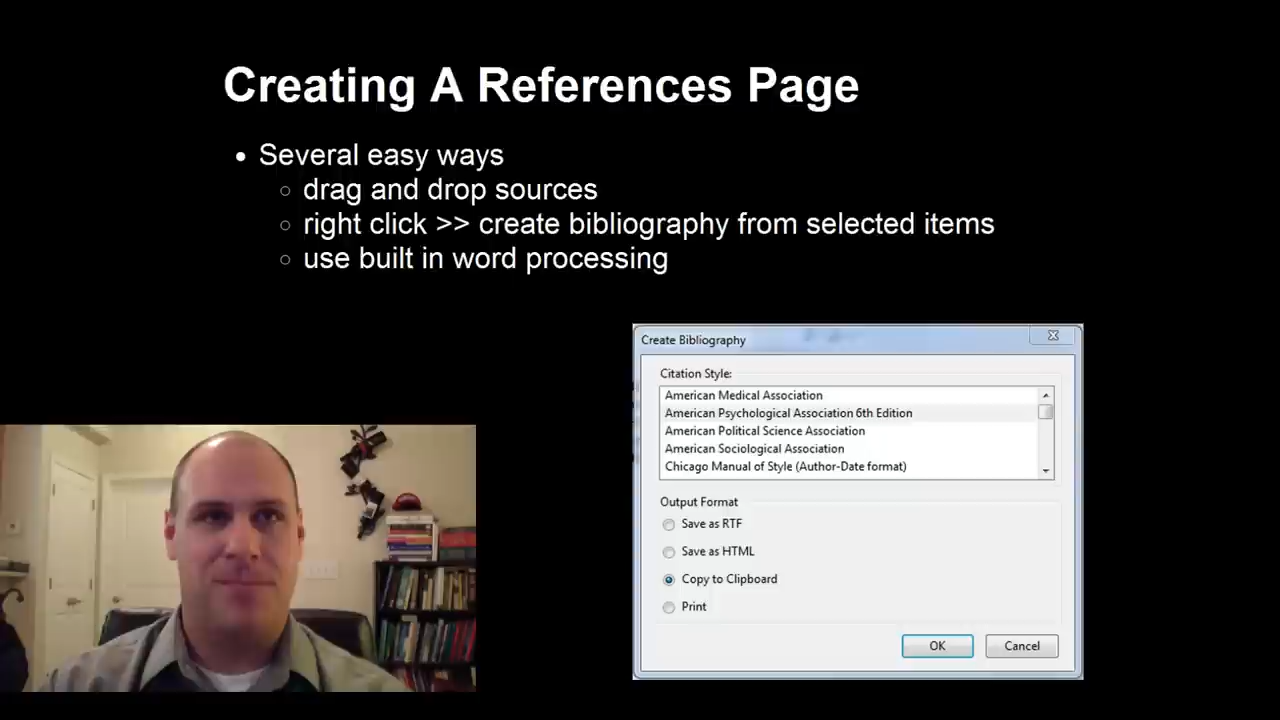 Creating A References Page
Several easy ways
drag and drop sources
right click >> create bibliography from selected items
use built in word processing
Create Bibliography
Citation Style:
American Medical Association
American Psychological Association 6th Edition
American Political Science Association
American Sociological Association
Chicago Manual of Style (Author-Date format)
Output Format
Save as RTF
Save as HTML
Copy to Clipboard
Print
OK
Cancel